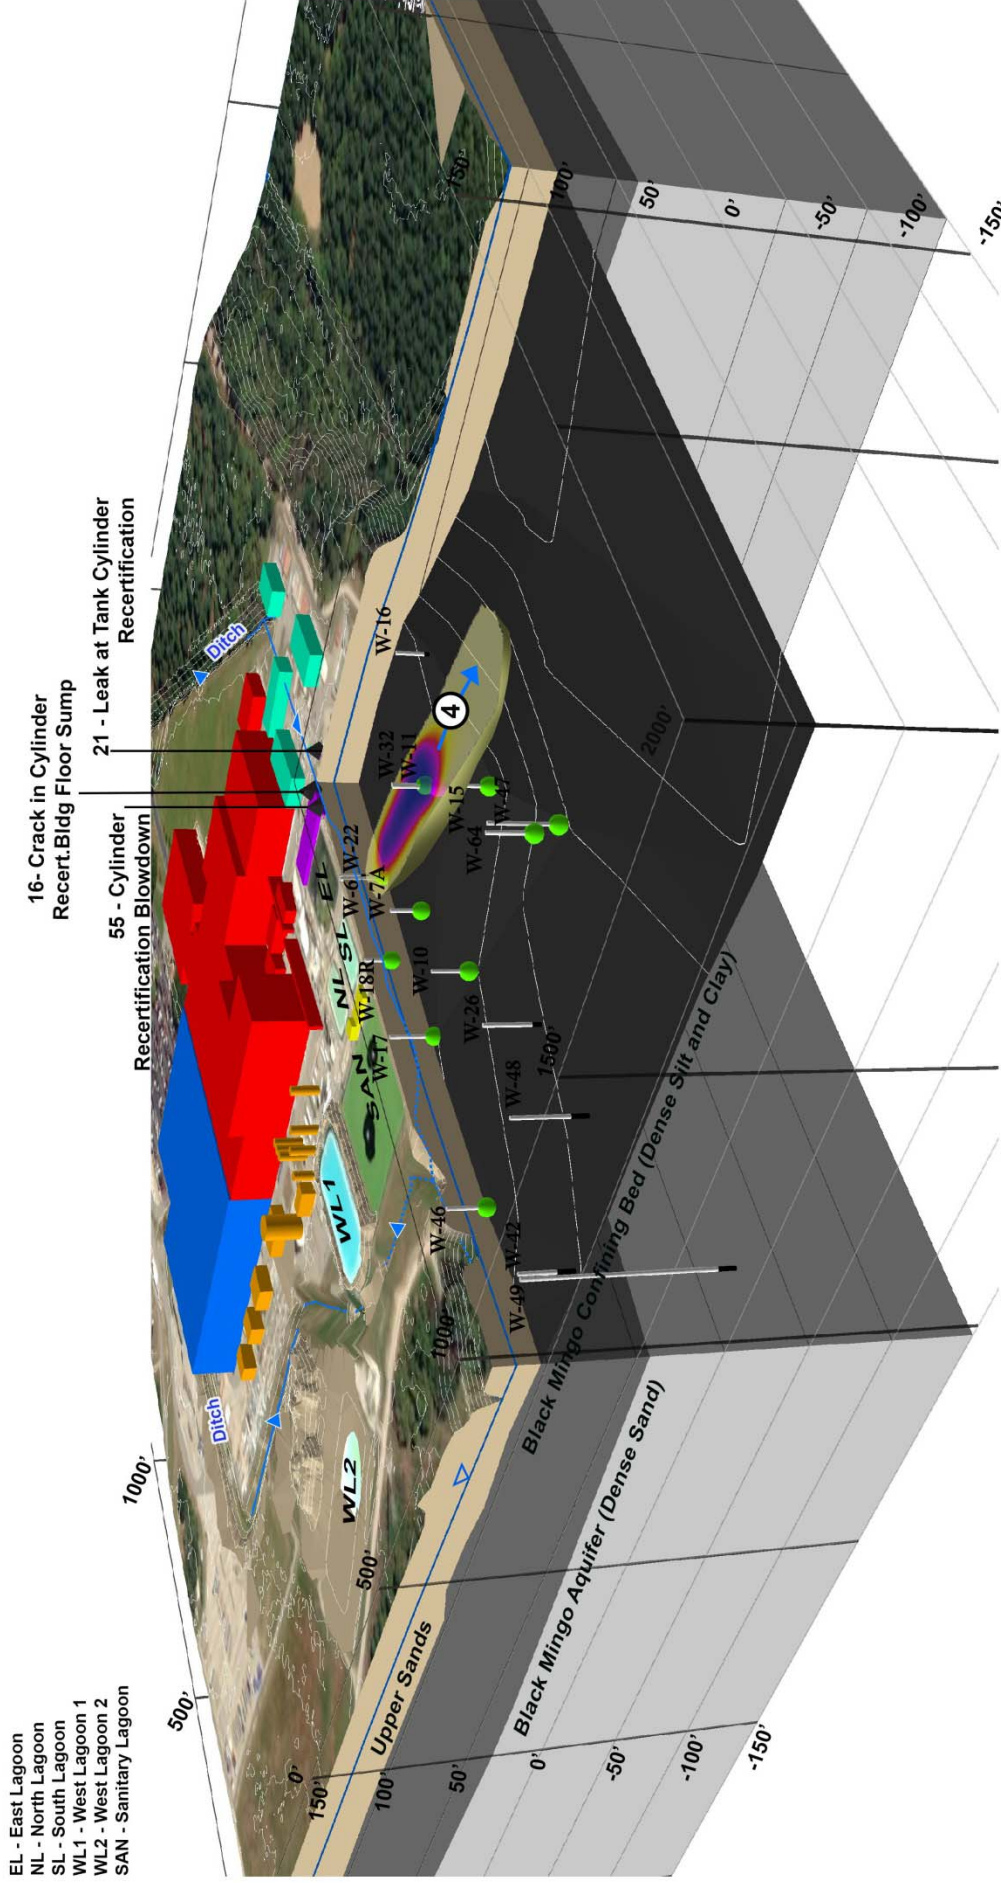 EL - East Lagoon
NL - North Lagoon
SL - South Lagoon
WL1 - West Lagoon 1
WL2 - West Lagoon 2
SAN - Sanitary Lagoon
16- Crack in Cylinder
Recert.Bldg Floor Sump
55 - Cylinder
Recertification Blowdown
21 - Leak at Tank Cylinder
Recertification
500'
1000'
Ditch
Ditch
WL2
WL1
SAN
NL
SL
EL
0'
500'
1000'
1500'
2000'
W-49
W-42
W-46
W-48
W-26
W-17
W-18R
W-10
W-6
W-22
W-7A
W-64
W-47
W-15
W-32
W-11
W-16
4
Upper Sands
Black Mingo Confining Bed (Dense Silt and Clay)
Black Mingo Aquifer (Dense Sand)
150'
100'
50'
0'
-50'
-100'
-150'
150'
100'
50'
0'
-50'
-100'
-150'